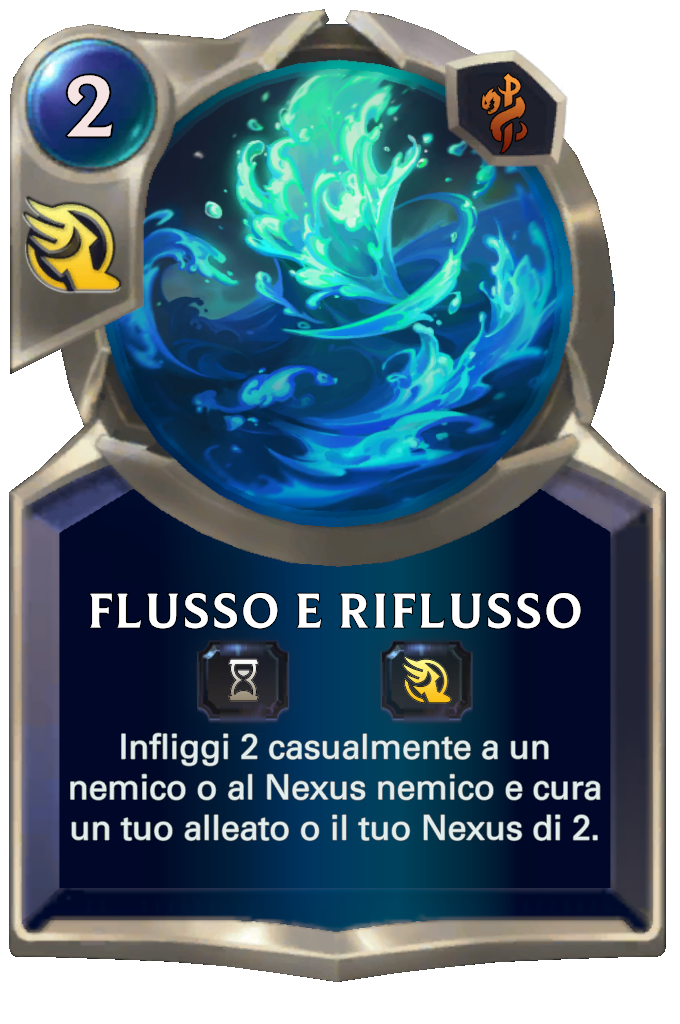 2
FLUSSO E RIFLUSSO
Infliggi 2 casualmente a un
nemico o al Nexus nemico e cura
un tuo alleato o il tuo Nexus di 2.